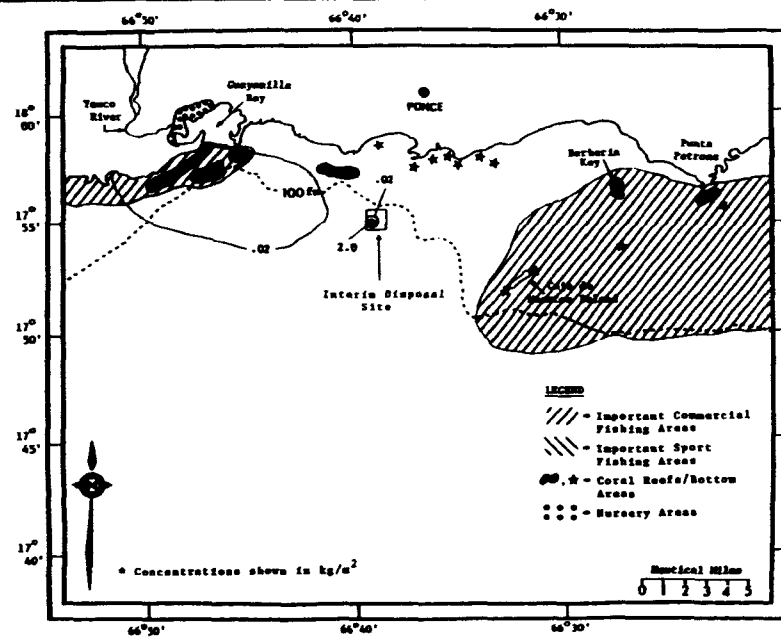 66°50'
66°40'
66°30'
Yauco
River
Guayanilla
Bay
PONCE
18°
00'
Berberia
Key
Punta
Petrona
100 fm
.02
17°
55'
.02
2.0
Interim Disposal
Site
17°
50'
LEGEND
- Important Commercial
Fishing Areas
- Important Sport
Fishing Areas
17°
45'
, ★ - Coral Reefs/Bottom
Areas
- Nursery Areas
17°
40'
* Concentrations shown in kg/m²
Nautical Miles
0 1 2 3 4 5
66°50'
66°40'
66°30'